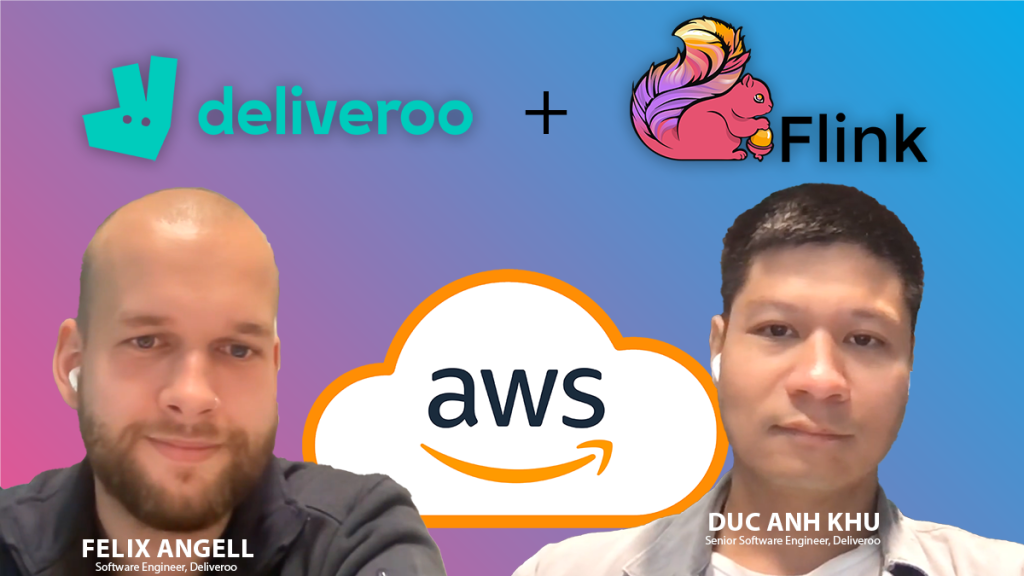 deliveroo + Flink
aws
FELIX ANGELL
Software Engineer, Deliveroo
DUC ANH KHU
Senior Software Engineer, Deliveroo